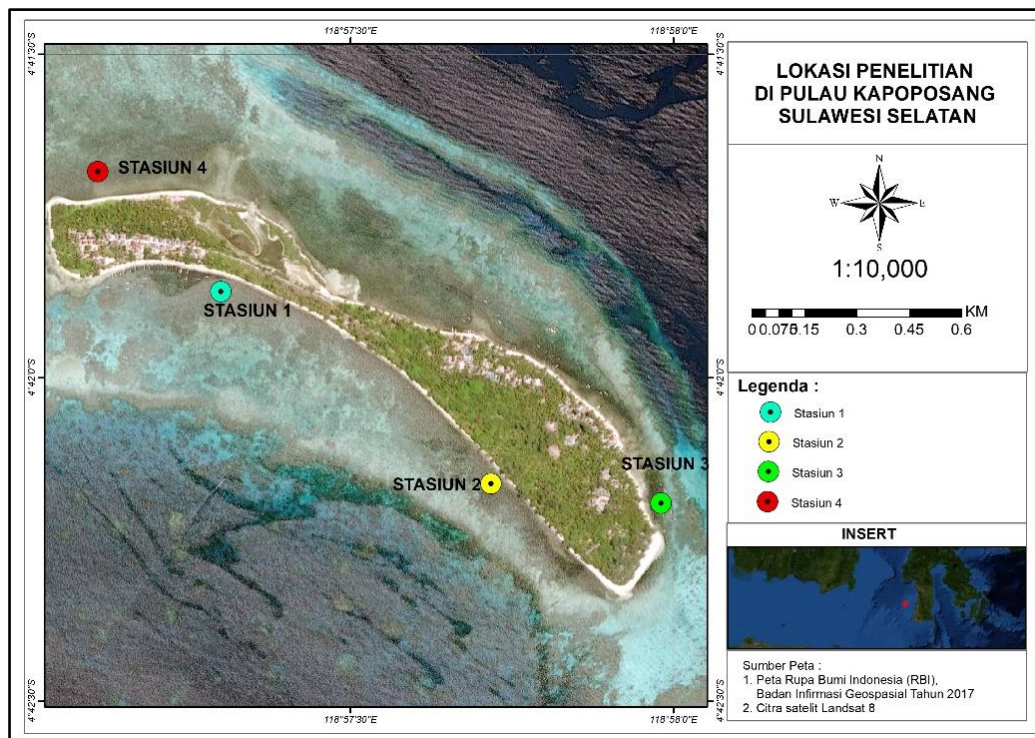 118°57'30"E
118°58'0"E
4°41'30"S
4°41'30"S
STASIUN 4
STASIUN 1
4°42'0"S
4°42'0"S
STASIUN 3
STASIUN 2
4°42'30"S
4°42'30"S
118°57'30"E
118°58'0"E
LOKASI PENELITIAN
DI PULAU KAPOPOSANG
SULAWESI SELATAN
N
W
E
S
1:10,000
KM
0 0.075 0.15 0.3 0.45 0.6
Legenda :
Stasiun 1
Stasiun 2
Stasiun 3
Stasiun 4
INSERT
Sumber Peta :
1. Peta Rupa Bumi Indonesia (RBI),
Badan Infirmasi Geospasial Tahun 2017
2. Citra satelit Landsat 8